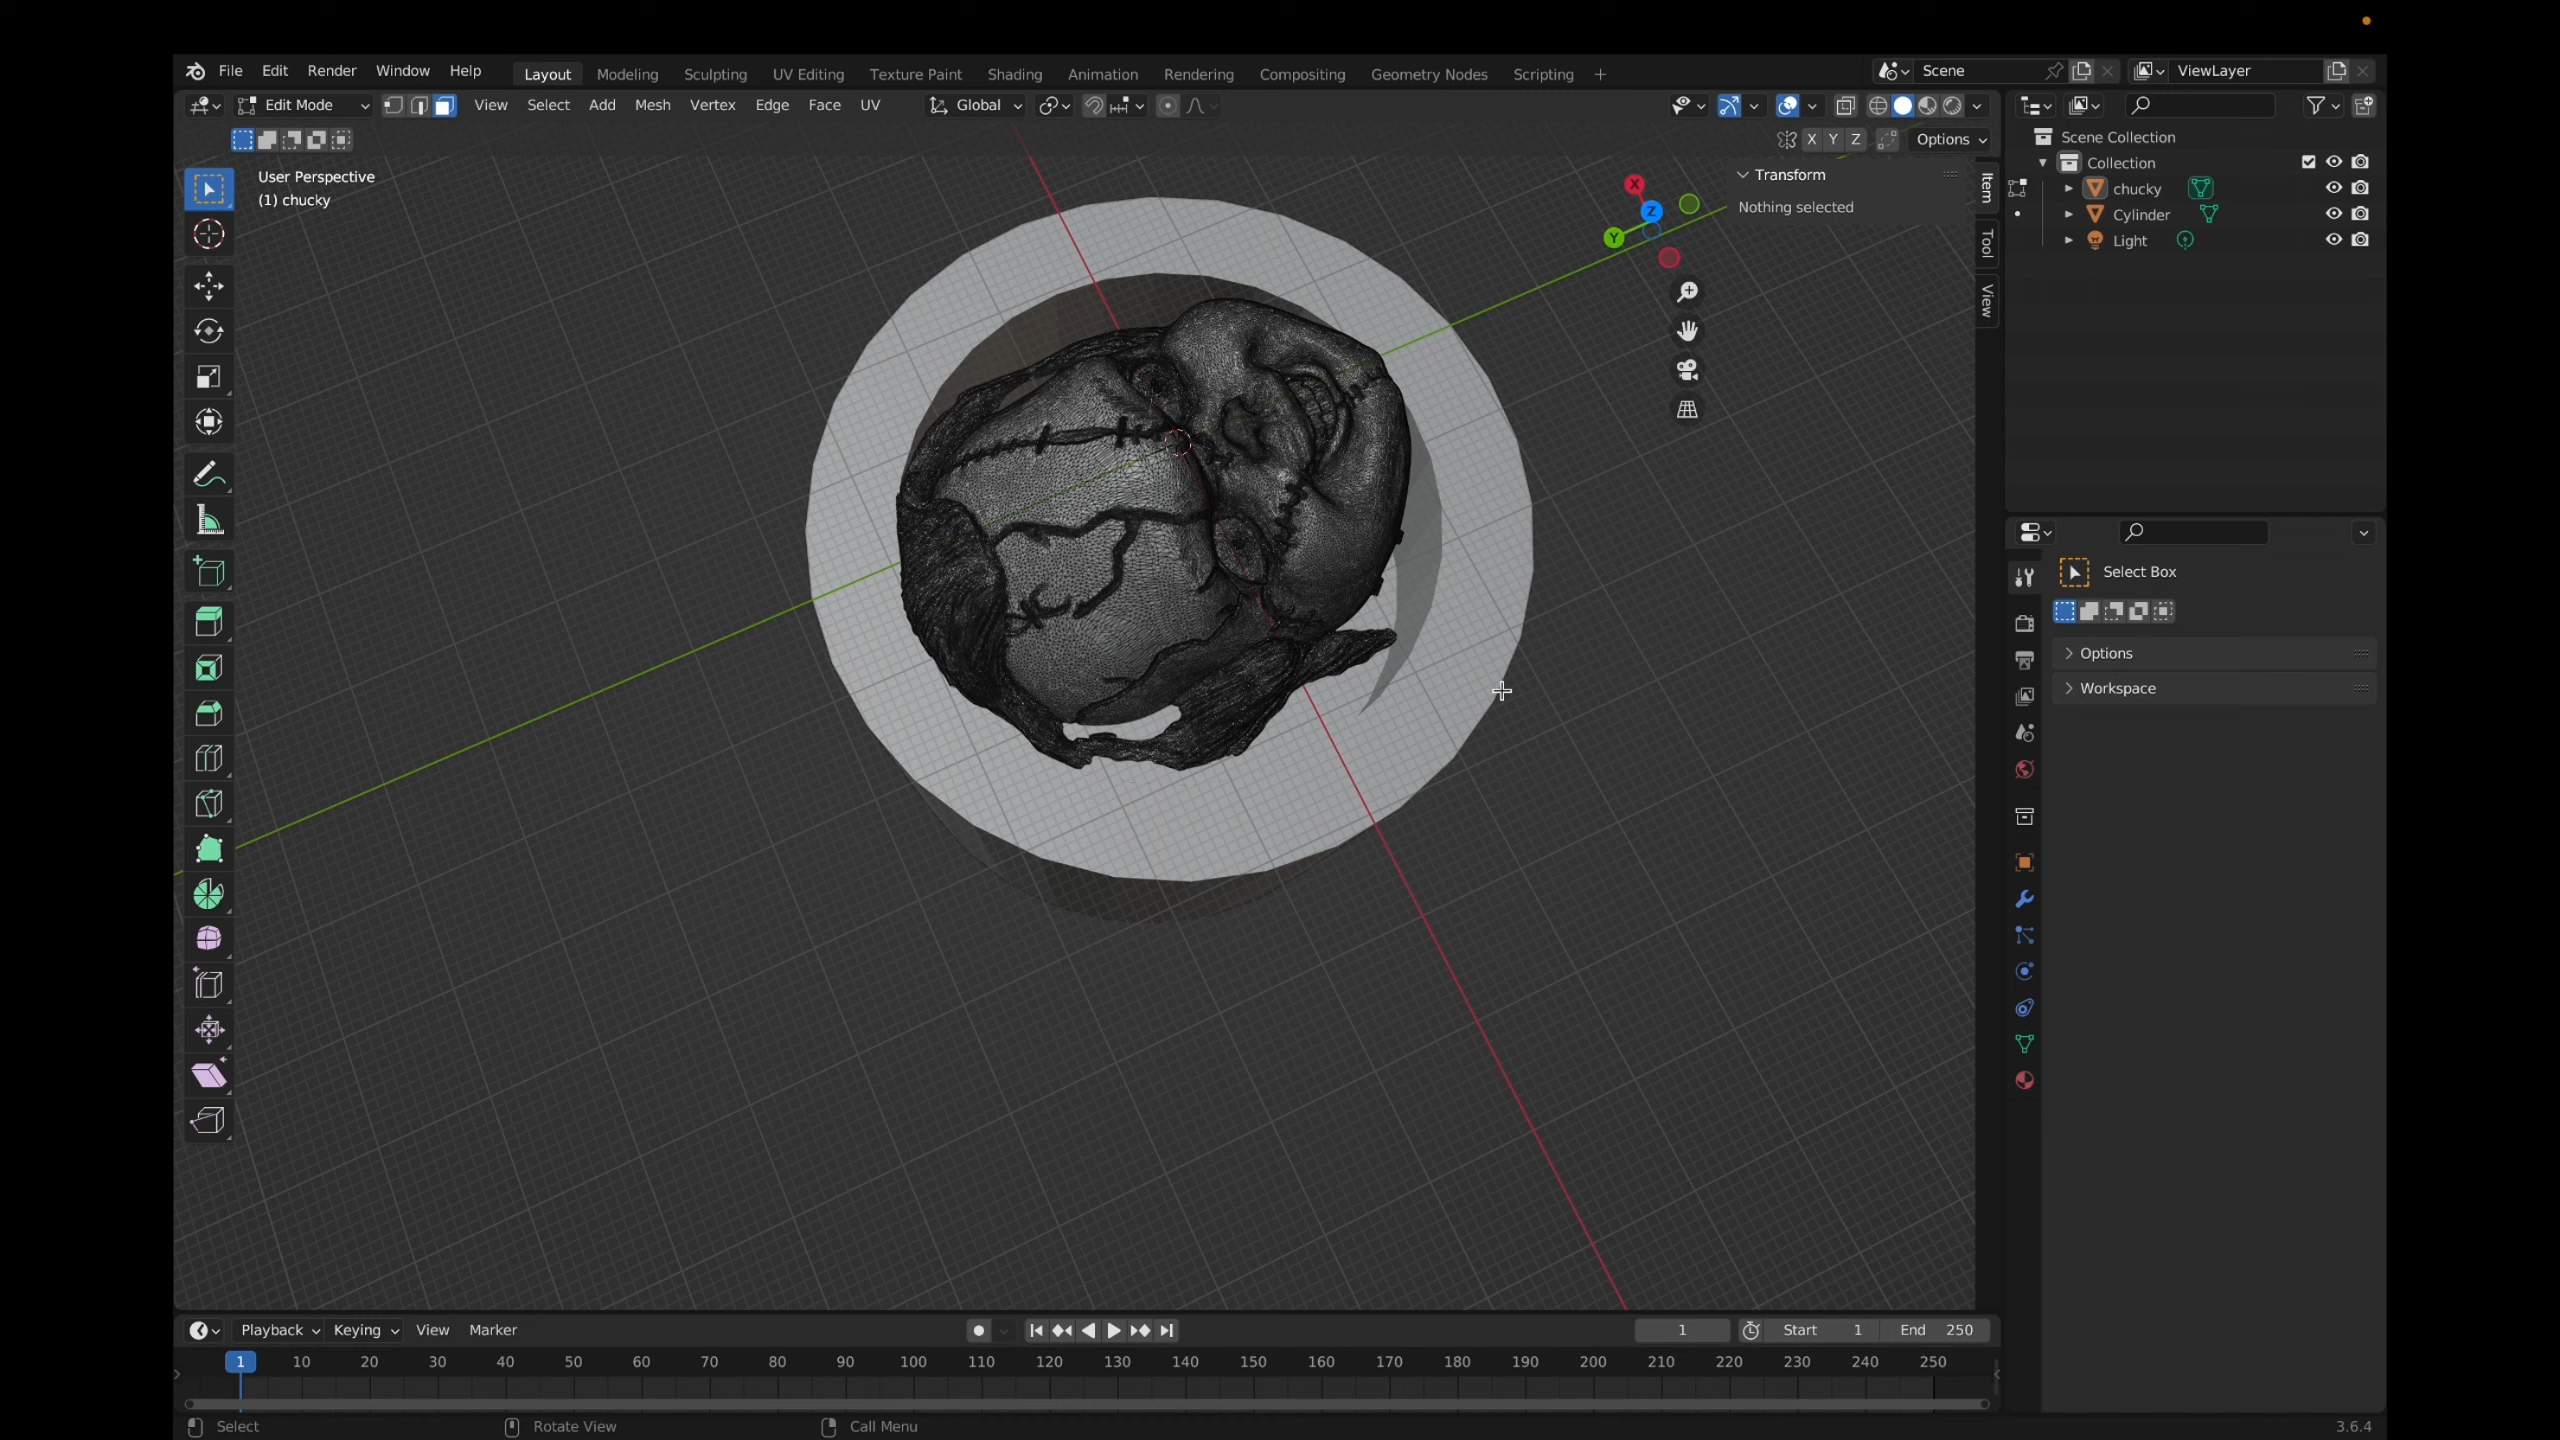 File Edit Render Window Help Layout Modeling Sculpting UV Editing Texture Paint Shading Animation Rendering Compositing Geometry Nodes Scripting + Scene ViewLayer
Edit Mode View Select Add Mesh Vertex Edge Face UV Global
X Y Z Options
Scene Collection
Collection
chucky
Cylinder
Light
User Perspective
(1) chucky
Transform
Nothing selected
X
Y
Z
Item
Tool
View
Select Box
Options
Workspace
Playback Keying View Marker 1 Start 1 End 250
1 10 20 30 40 50 60 70 80 90 100 110 120 130 140 150 160 170 180 190 200 210 220 230 240 250
Select Rotate View Call Menu 3.6.4